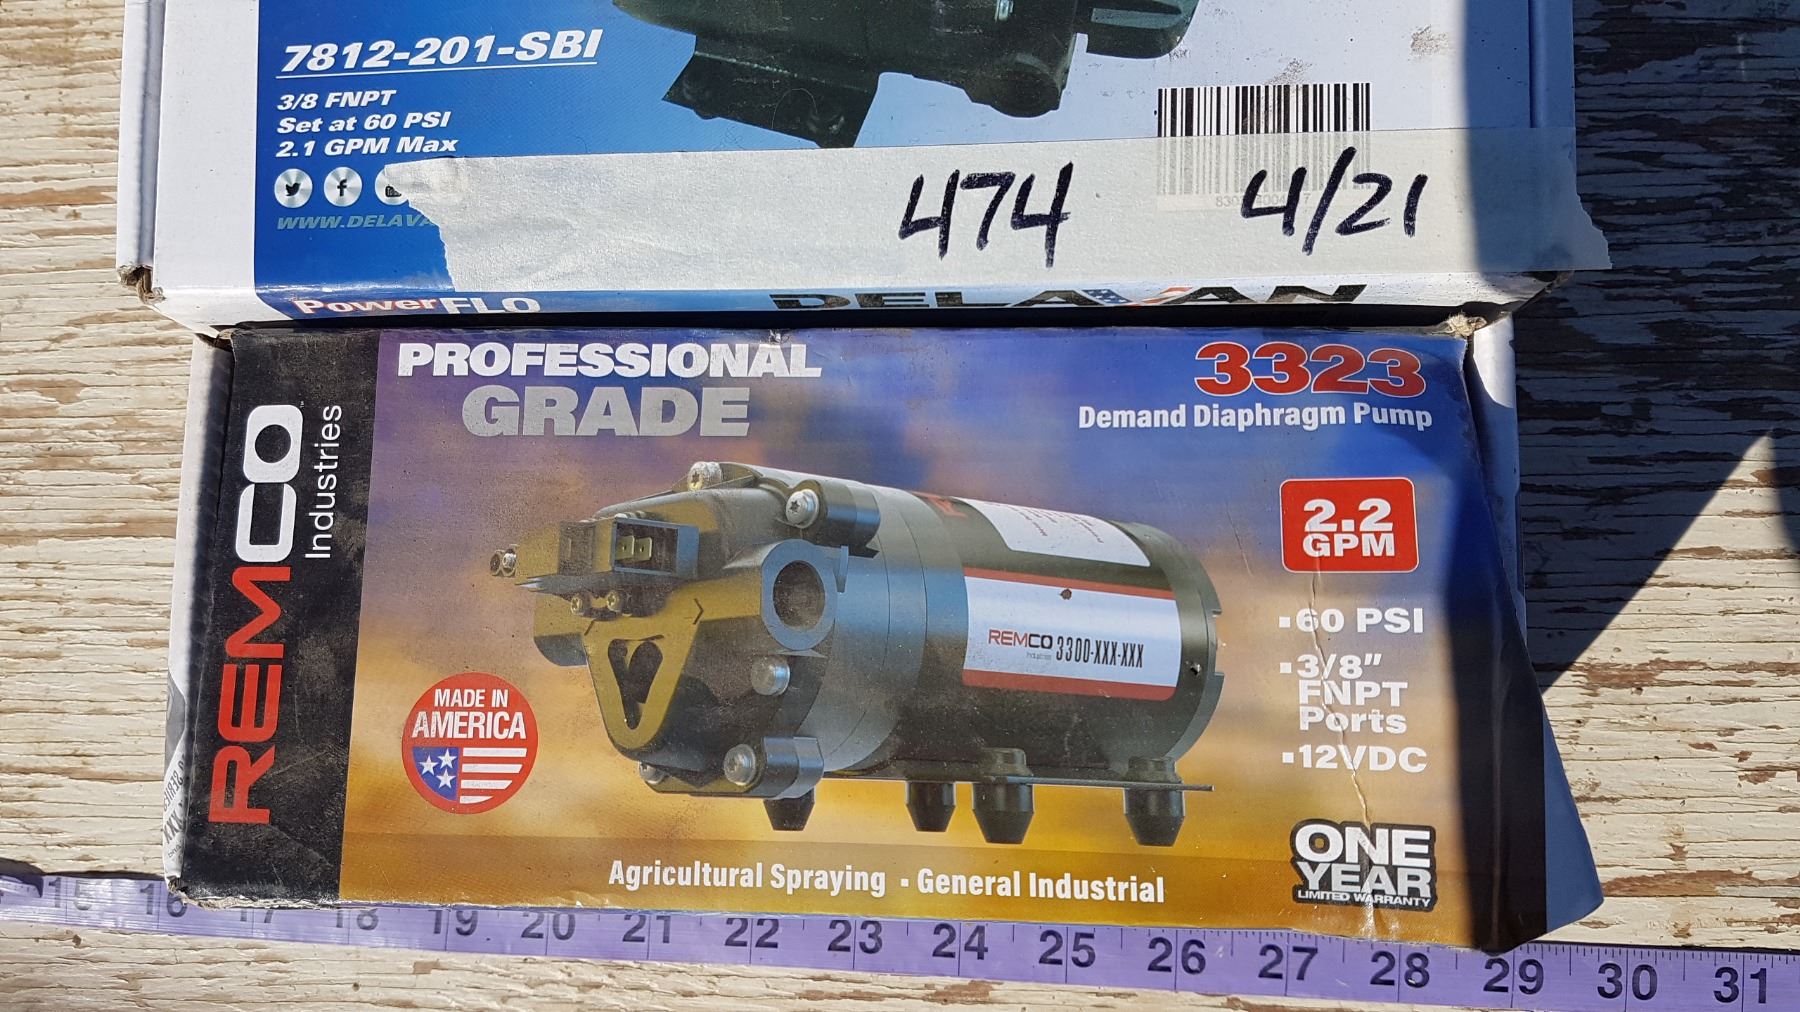 7812-201-SBI
3/8 FNPT
Set at 60 PSI
2.1 GPM Max
WWW.DELAVA
474 4/21
PowerFLO DELAVAN
REMCO
Industries
PROFESSIONAL
GRADE
3323
Demand Diaphragm Pump
2.2
GPM
▪60 PSI
▪3/8"
FNPT
Ports
▪12VDC
REMCO 3300-XXX-XXX
Industries
MADE IN
AMERICA
Agricultural Spraying ▪ General Industrial
ONE
YEAR
LIMITED WARRANTY
15 16 17 18 19 20 21 22 23 24 25 26 27 28 29 30 31